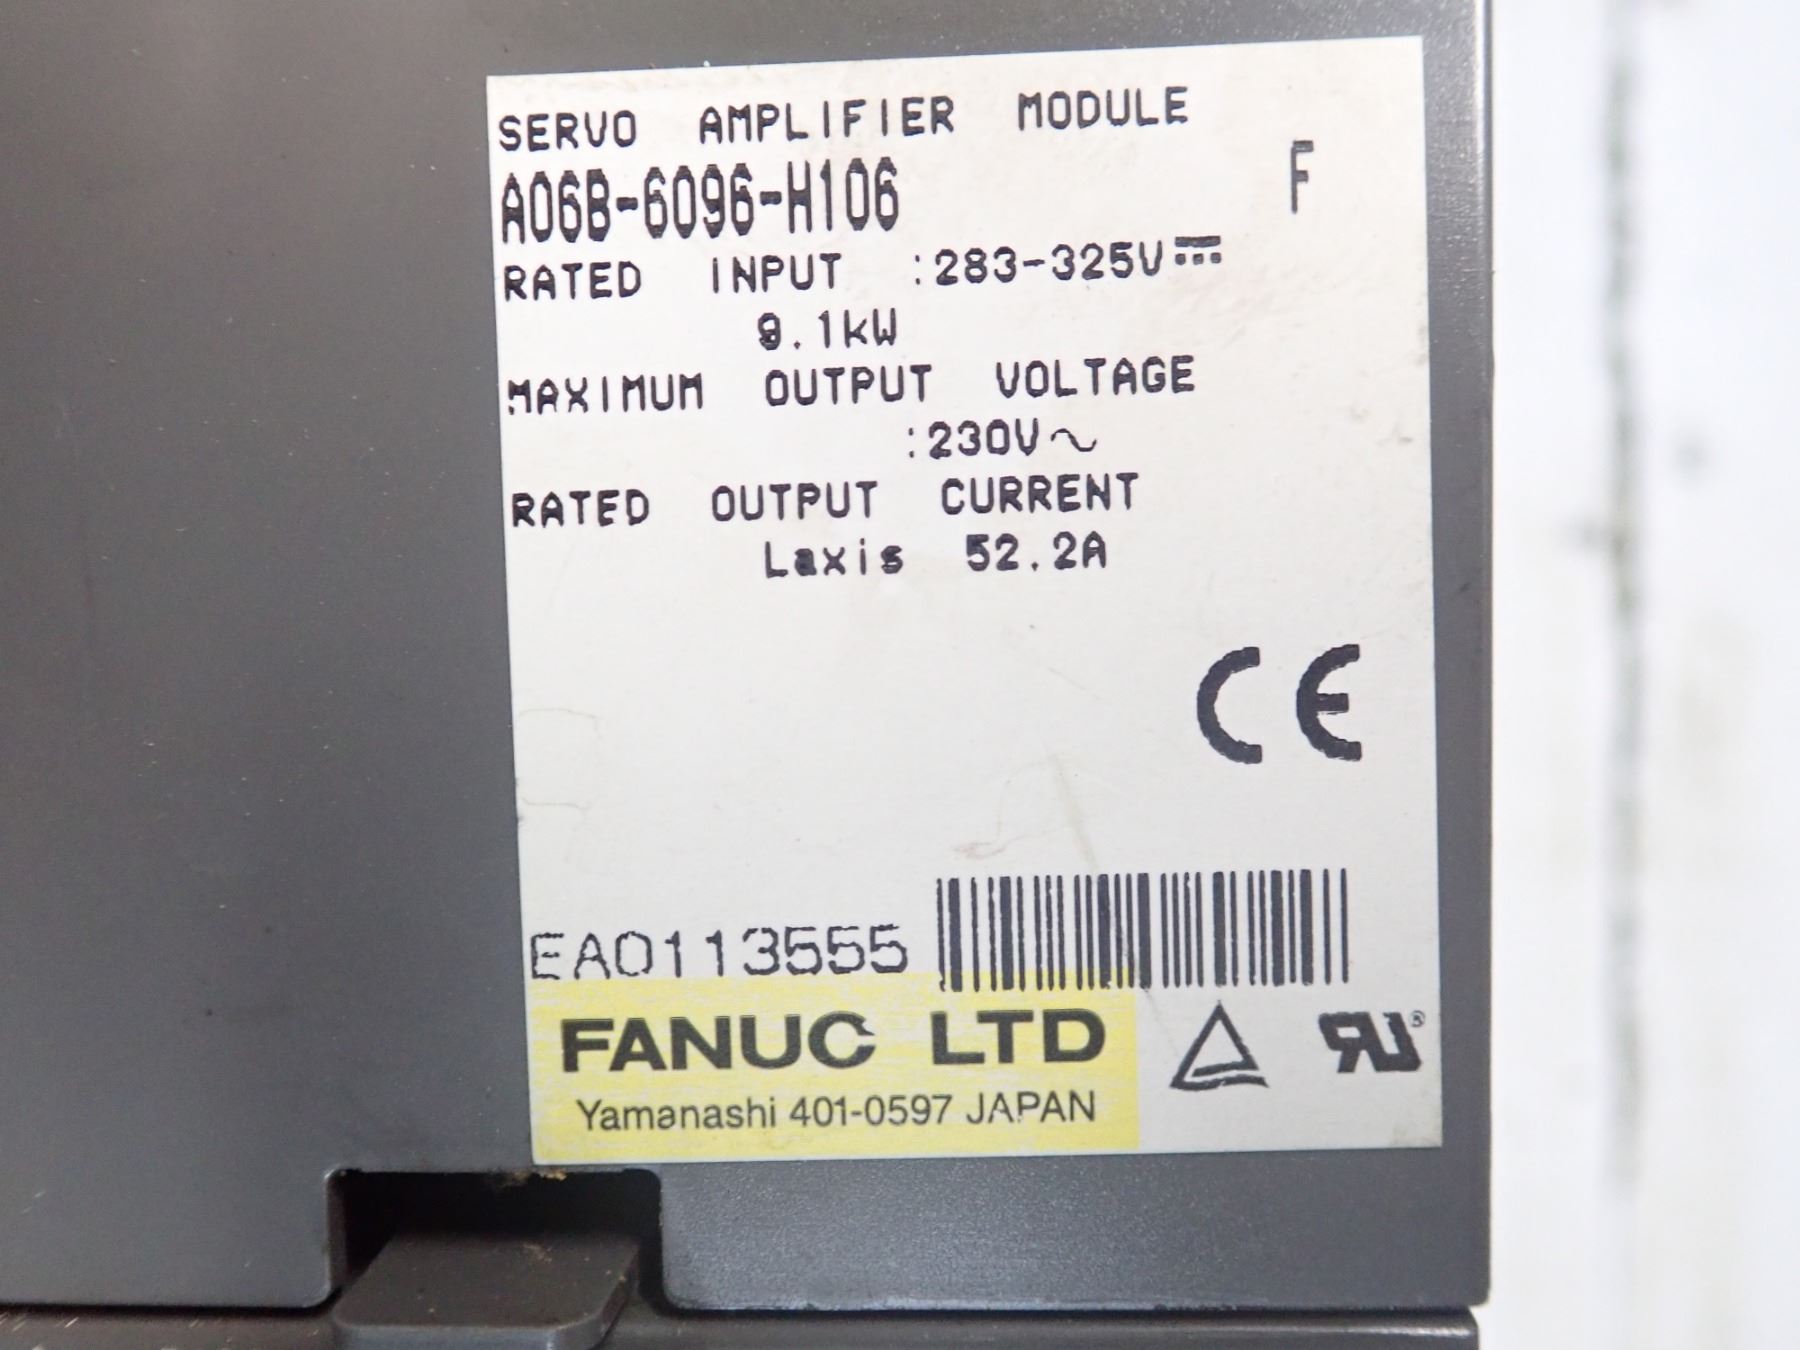 SERVO AMPLIFIER MODULE
A06B-6096-H106 F
RATED INPUT :283-325V⎓
9.1kW
MAXIMUM OUTPUT VOLTAGE
:230V~
RATED OUTPUT CURRENT
Laxis 52.2A
CE
EA0113555
FANUC LTD
Yamanashi 401-0597 JAPAN
RU®